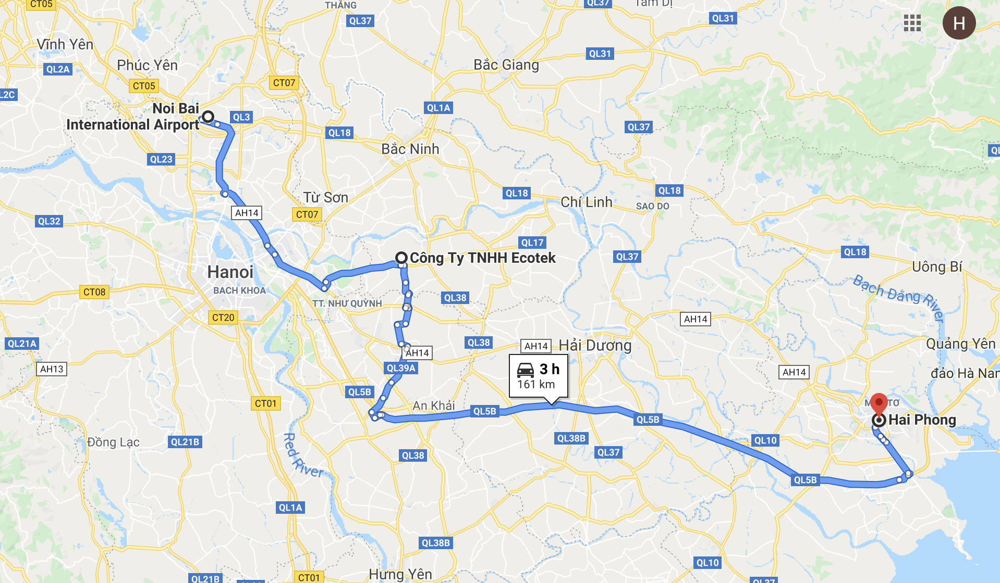 CT05
THẮNG
QL37
QL37
Tam Dị
QL31
H
Vĩnh Yên
QL2A
Phúc Yên
CT05
CT07
Bắc Giang
QL31
L2C
Noi Bai
International Airport
QL3
QL1A
QL18
QL37
QL23
Bắc Ninh
QL
Từ Sơn
QL18
Chí Linh
QL18
SAO DO
AH14
CT07
QL32
QL17
QL37
QL18
Công Ty TNHH Ecotek
Uông Bí
Hanoi
BACH KHOA
CT08
TT. NHƯ QUỲNH
QL38
Bạch Đằng River
CT20
AH14
QL21A
QL38
AH14
Hải Dương
Quảng Yên
AH14
AH13
QL39A
3 h
161 km
AH14
đảo Hà Nam
QL5B
CT01
An Khải
QL5B
QL5B
Hai Phong
Đồng Lạc
QL21B
Red River
QL38
QL38B
QL37
QL10
QL5B
QL1A
QL38B
QL10
QL21B
CT01
Hưng Yên
QL37